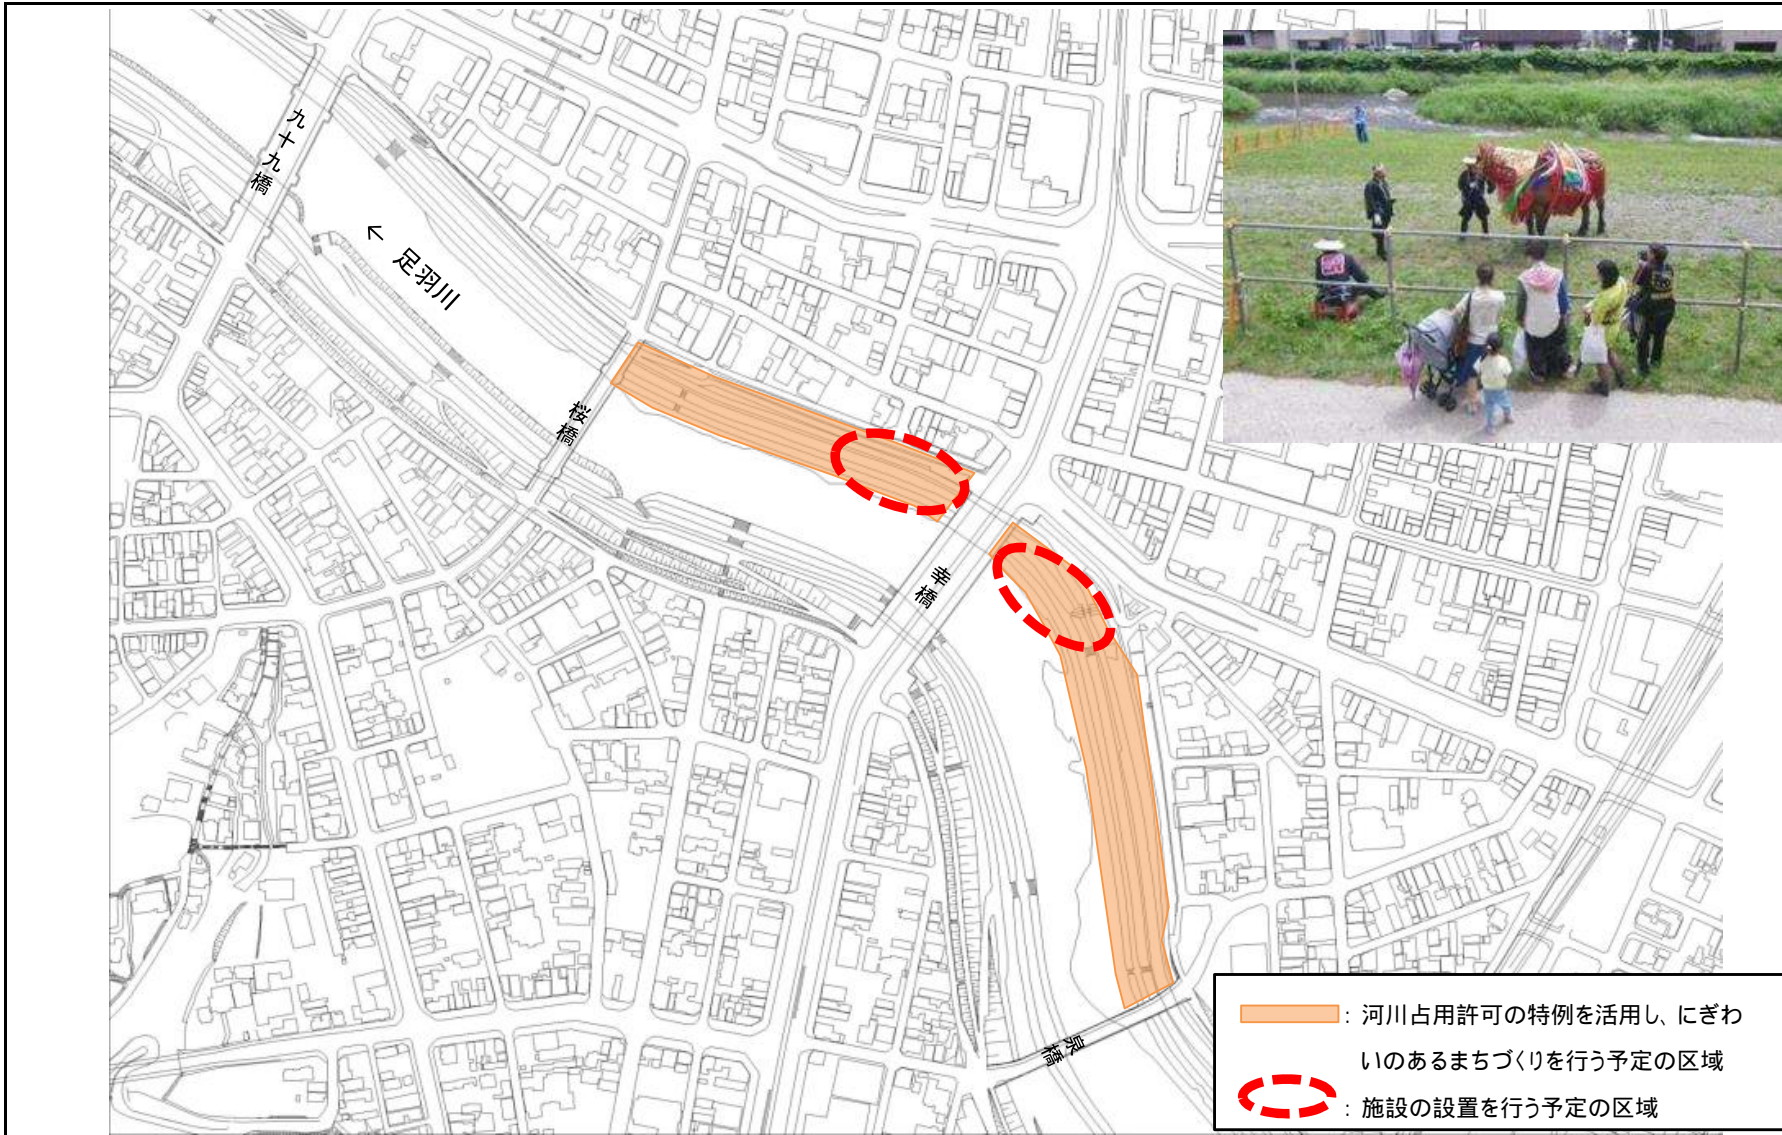 九十九橋
← 足羽川
桜橋
幸橋
泉橋
: 河川占用許可の特例を活用し、にぎわ
いのあるまちづくりを行う予定の区域
: 施設の設置を行う予定の区域